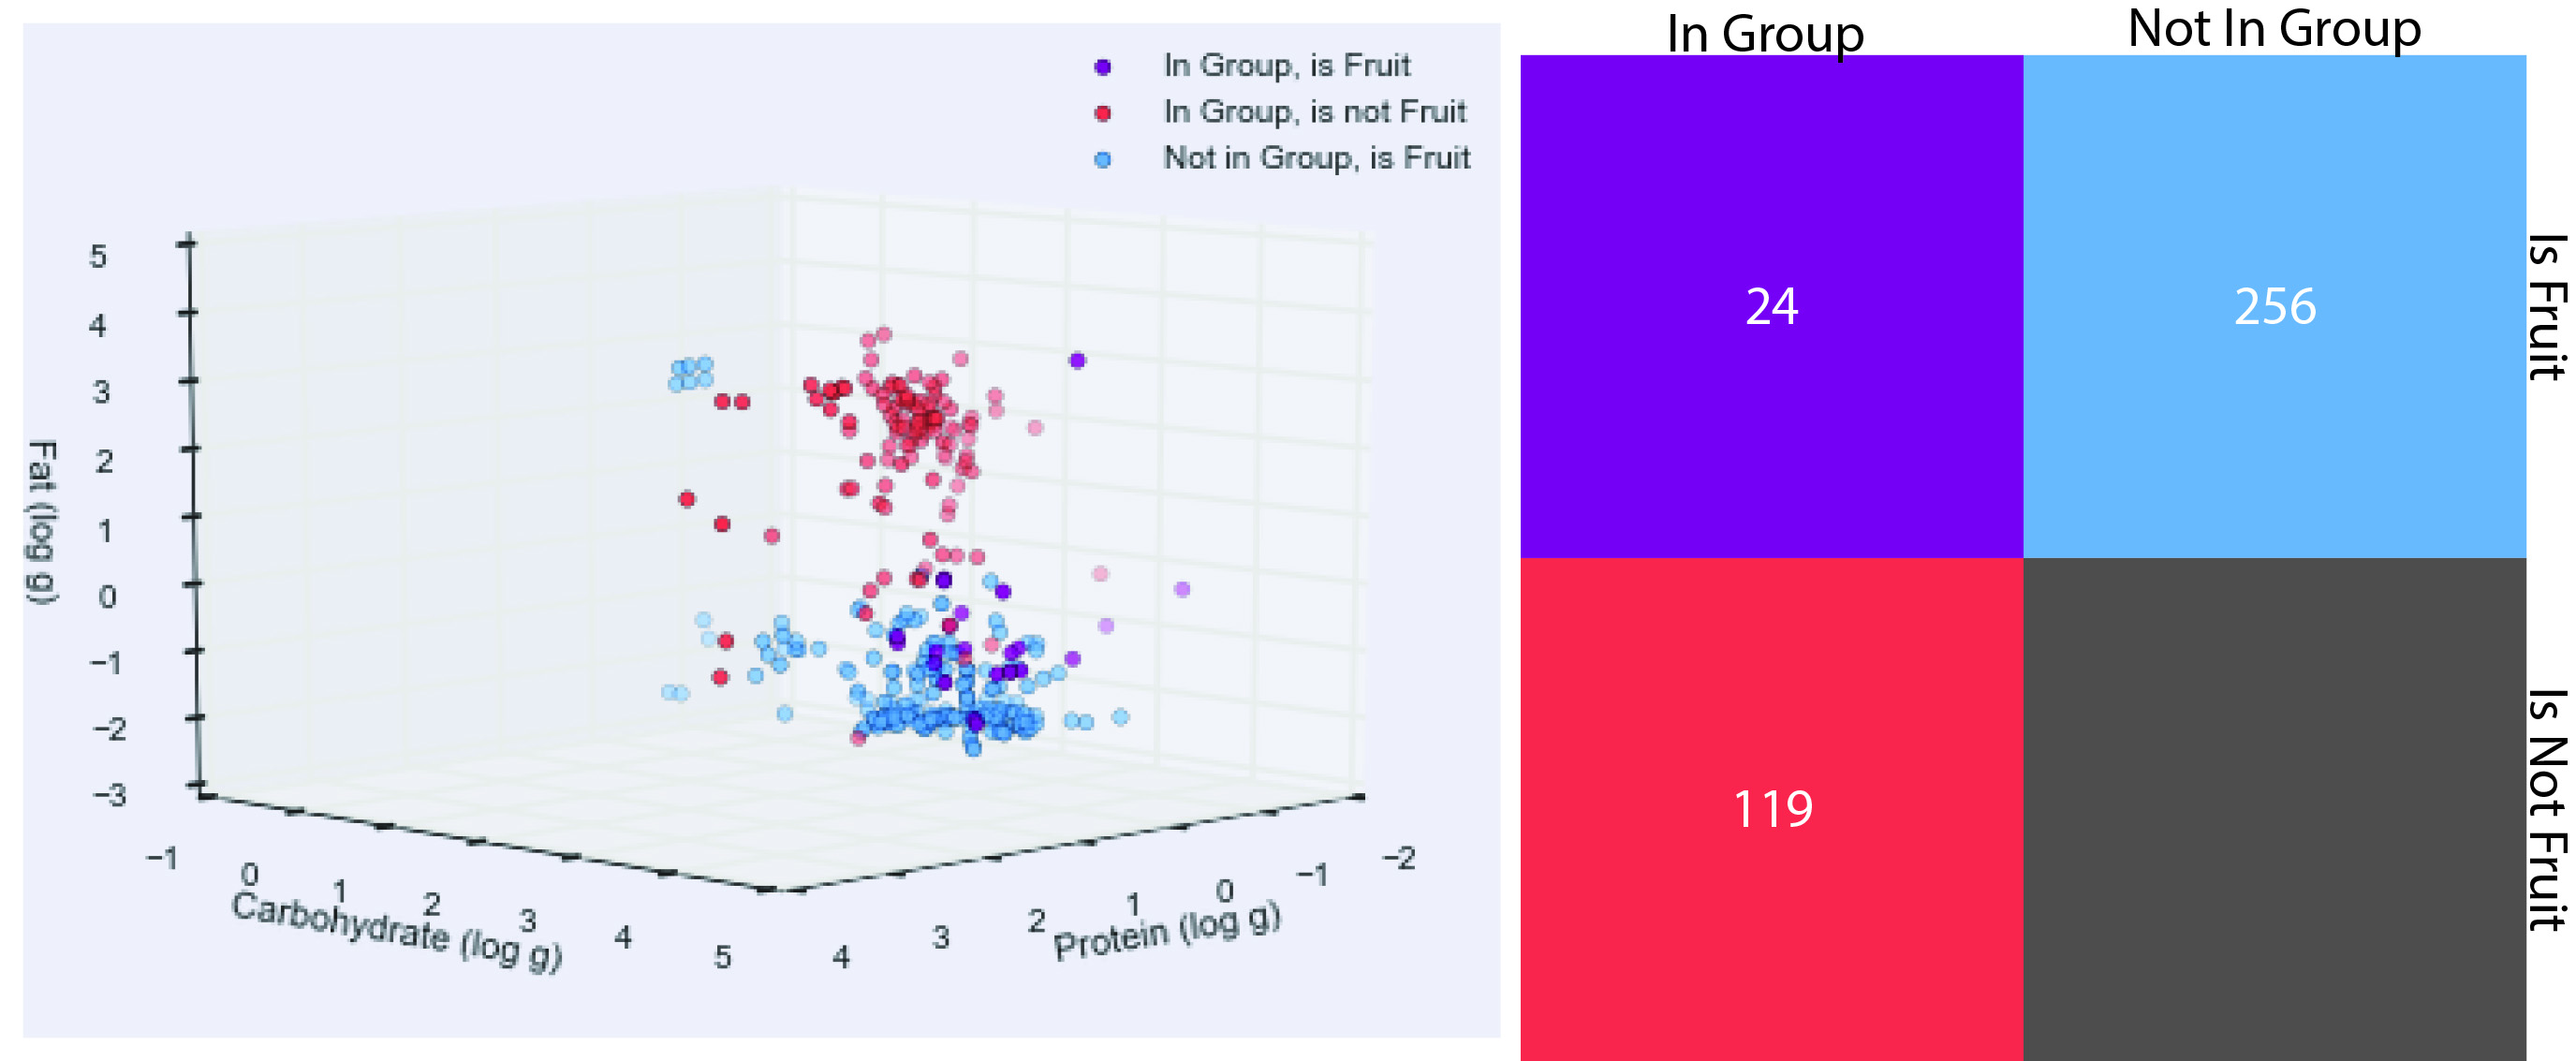 In Group, is Fruit
In Group, is not Fruit
Not in Group, is Fruit
5
4
3
2
1
0
−1
−2
−3
Fat (log g)
−1
0
1
2
3
4
5
Carbohydrate (log g)
4
3
2
1
0
−1
−2
Protein (log g)
In Group
Not In Group
24
256
Is Fruit
119
Is Not Fruit